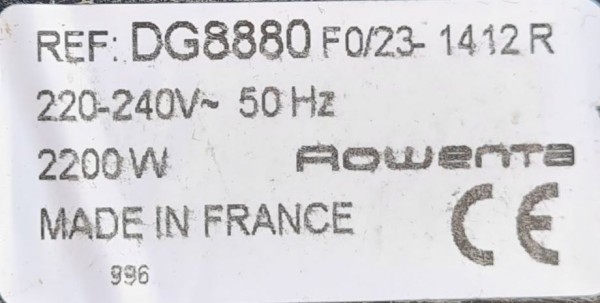 REF: DG8880 F0/23- 1412 R
220-240V~ 50 Hz
2200 W Rowenta
MADE IN FRANCE CE
996